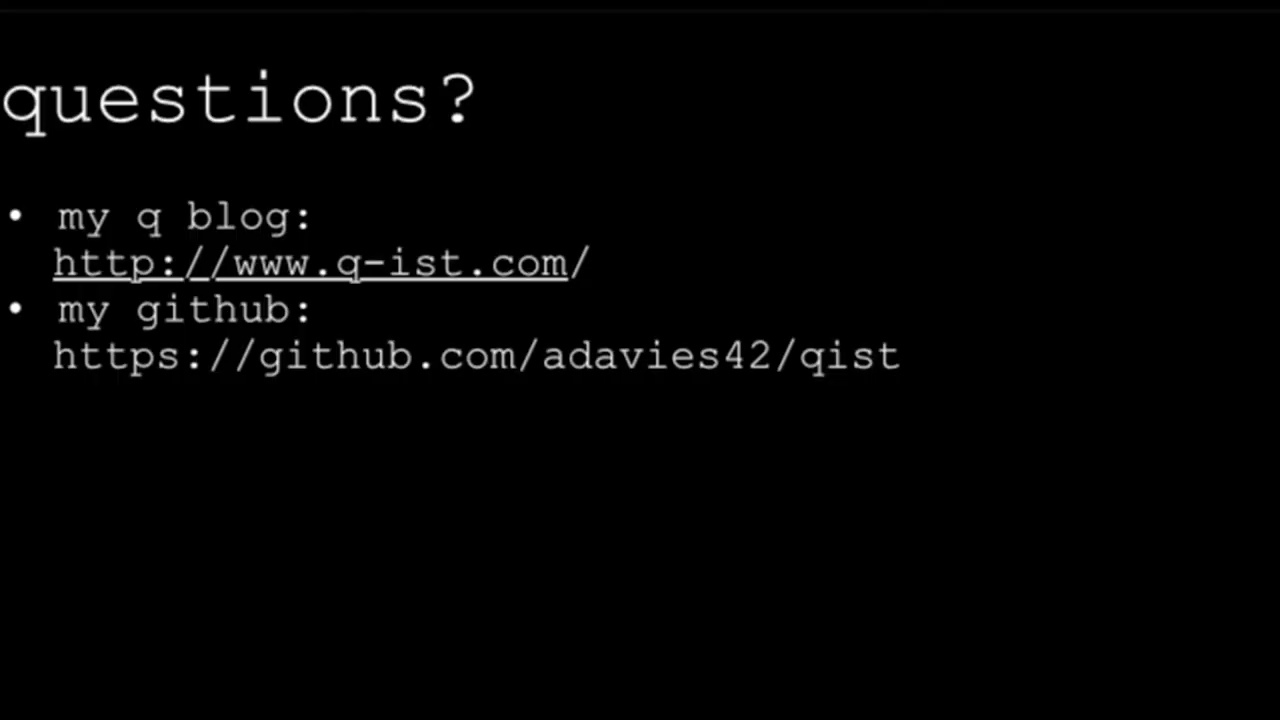 questions?
• my q blog:
http://www.q-ist.com/
• my github:
https://github.com/adavies42/qist